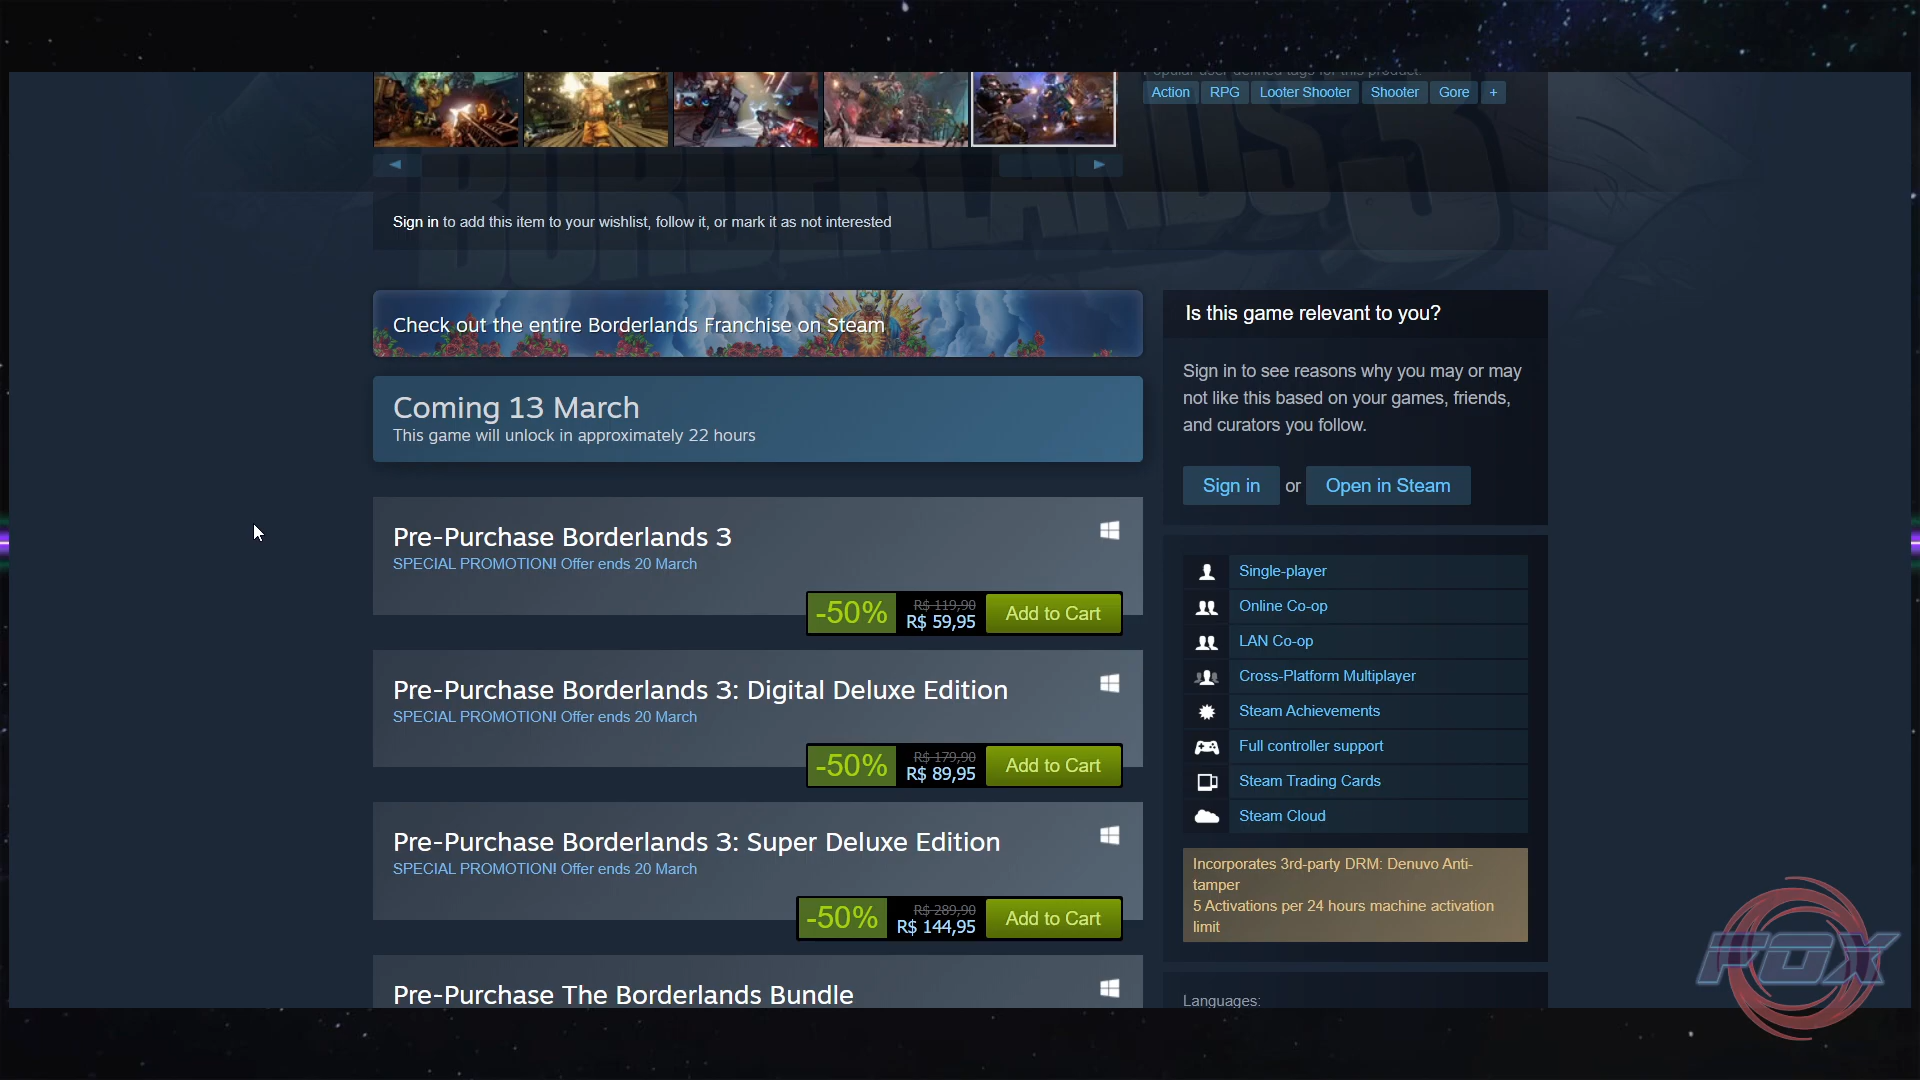 Popular user-defined tags for this product:
Action RPG Looter Shooter Shooter Gore +
BORDERLANDS 3
Sign in to add this item to your wishlist, follow it, or mark it as not interested
Check out the entire Borderlands Franchise on Steam
Coming 13 March
This game will unlock in approximately 22 hours
Pre-Purchase Borderlands 3
SPECIAL PROMOTION! Offer ends 20 March
-50%
R$ 119,90
R$ 59,95
Add to Cart
Pre-Purchase Borderlands 3: Digital Deluxe Edition
SPECIAL PROMOTION! Offer ends 20 March
-50%
R$ 179,90
R$ 89,95
Add to Cart
Pre-Purchase Borderlands 3: Super Deluxe Edition
SPECIAL PROMOTION! Offer ends 20 March
-50%
R$ 289,90
R$ 144,95
Add to Cart
Pre-Purchase The Borderlands Bundle
Is this game relevant to you?
Sign in to see reasons why you may or may
not like this based on your games, friends,
and curators you follow.
Sign in or Open in Steam
Single-player
Online Co-op
LAN Co-op
Cross-Platform Multiplayer
Steam Achievements
Full controller support
Steam Trading Cards
Steam Cloud
Incorporates 3rd-party DRM: Denuvo Anti-
tamper
5 Activations per 24 hours machine activation
limit
Languages:
FOX